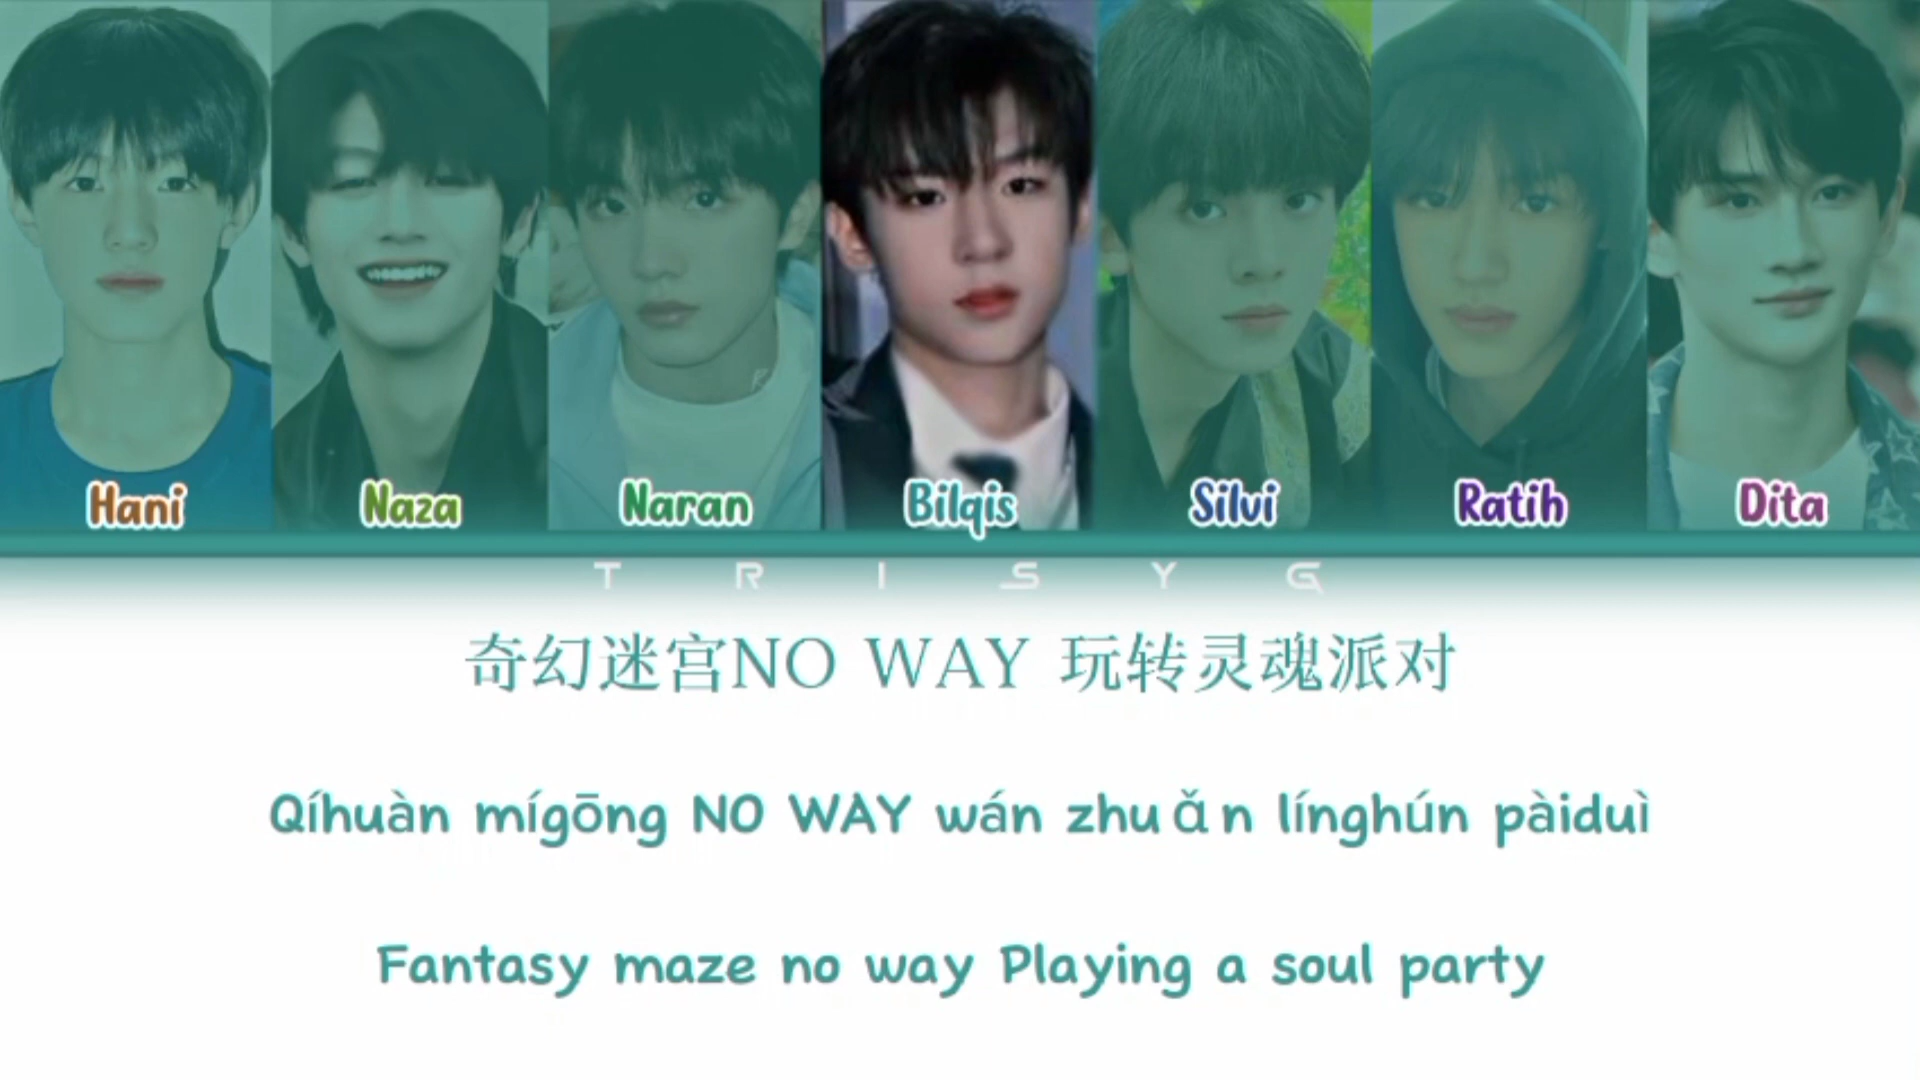 Hani Naza Naran Bilqis Silvi Ratih Dita
TRISYG
奇幻迷宫NO WAY 玩转灵魂派对
Qíhuàn mígōng NO WAY wán zhuǎn línghún pàiduì
Fantasy maze no way Playing a soul party